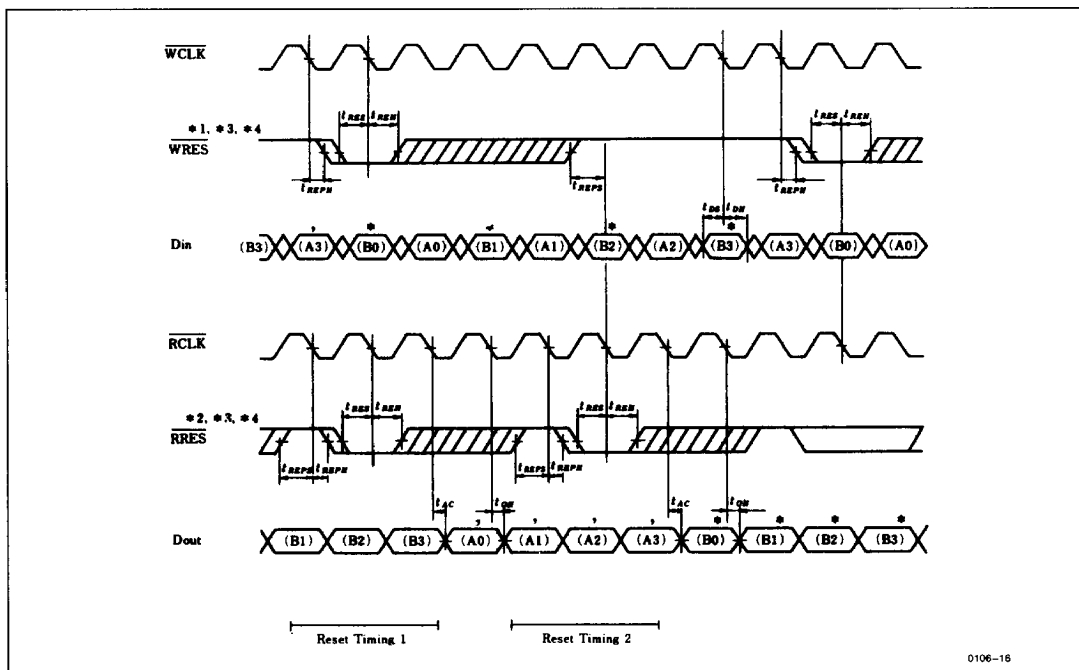 WCLK
*1, *3, *4
WRES
tRES tREH tRES tREH
tREPH tREPS tREPH
tDS tDH
Din (B3) (A3) (B0) (A0) (B1) (A1) (B2) (A2) (B3) (A3) (B0) (A0)
, * * *
RCLK
*2, *3, *4
RRES
tRES tREH tRES tREH
tREPS tREPH tREPS tREPH
tAC tOH tAC tOH
, , , , * * * *
Dout (B1) (B2) (B3) (A0) (A1) (A2) (A3) (B0) (B1) (B2) (B3)
Reset Timing 1 Reset Timing 2
0106-16